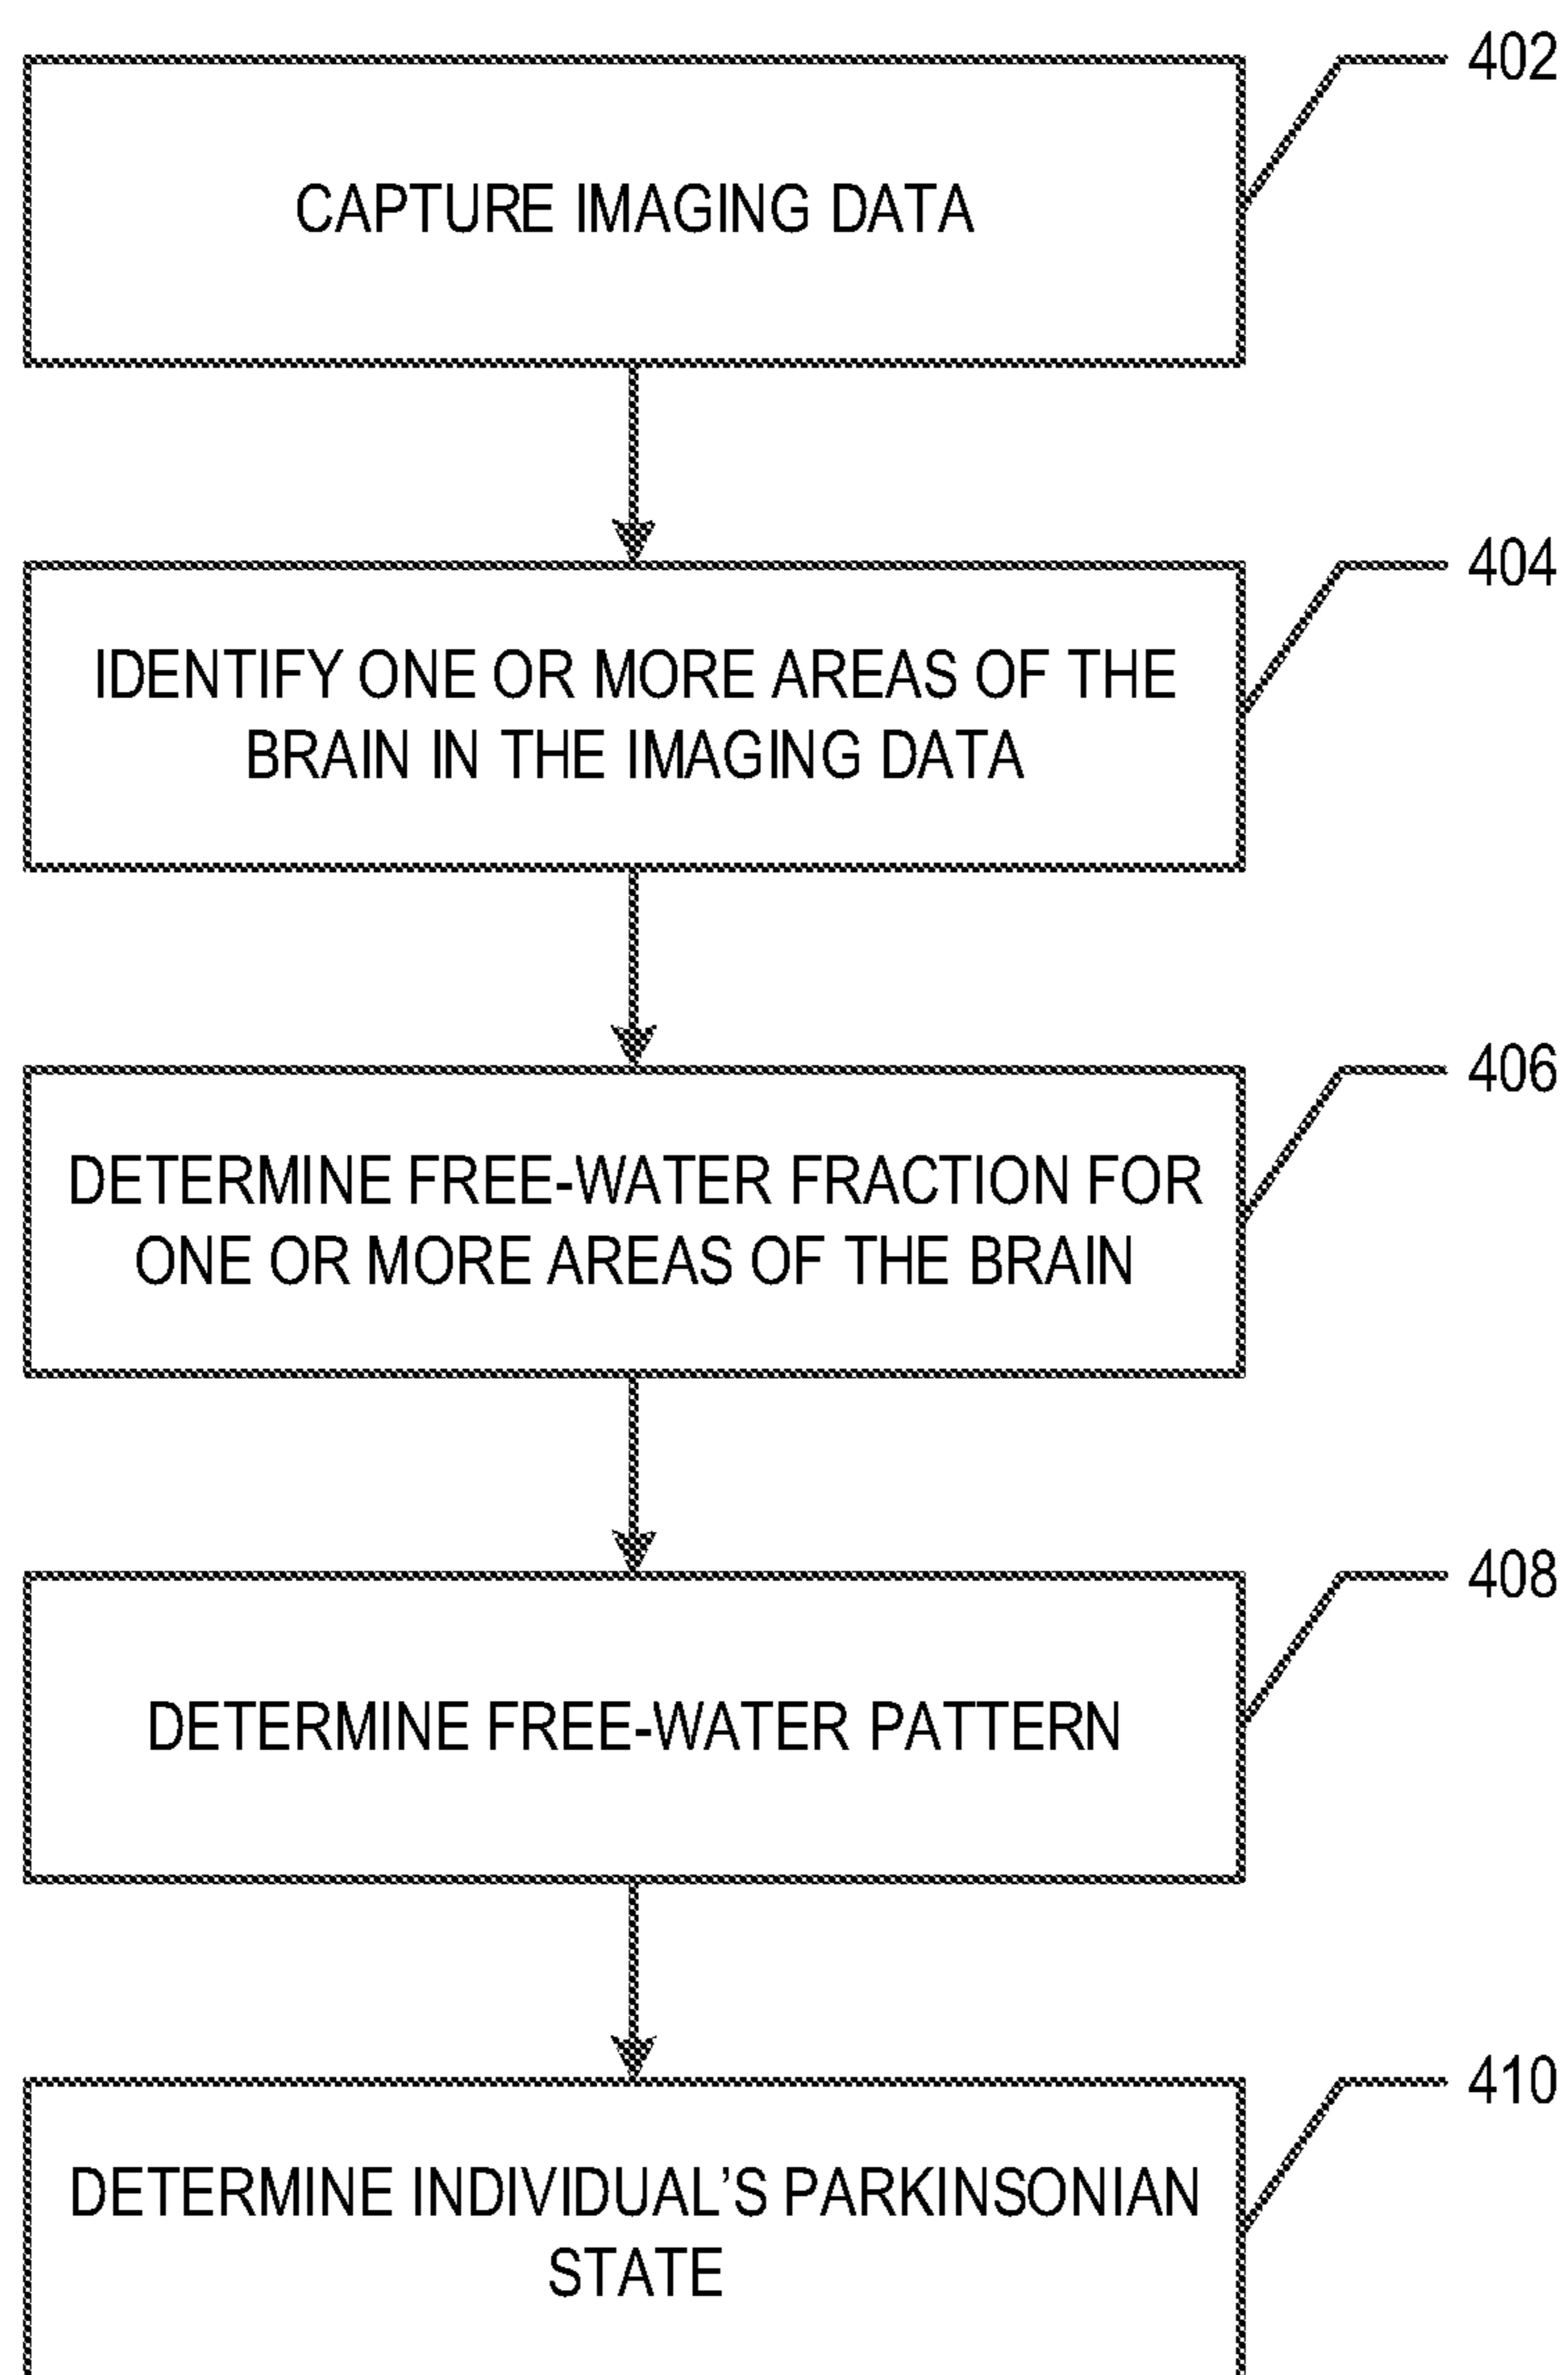 402
CAPTURE IMAGING DATA
404
IDENTIFY ONE OR MORE AREAS OF THE
BRAIN IN THE IMAGING DATA
406
DETERMINE FREE-WATER FRACTION FOR
ONE OR MORE AREAS OF THE BRAIN
408
DETERMINE FREE-WATER PATTERN
410
DETERMINE INDIVIDUAL’S PARKINSONIAN
STATE